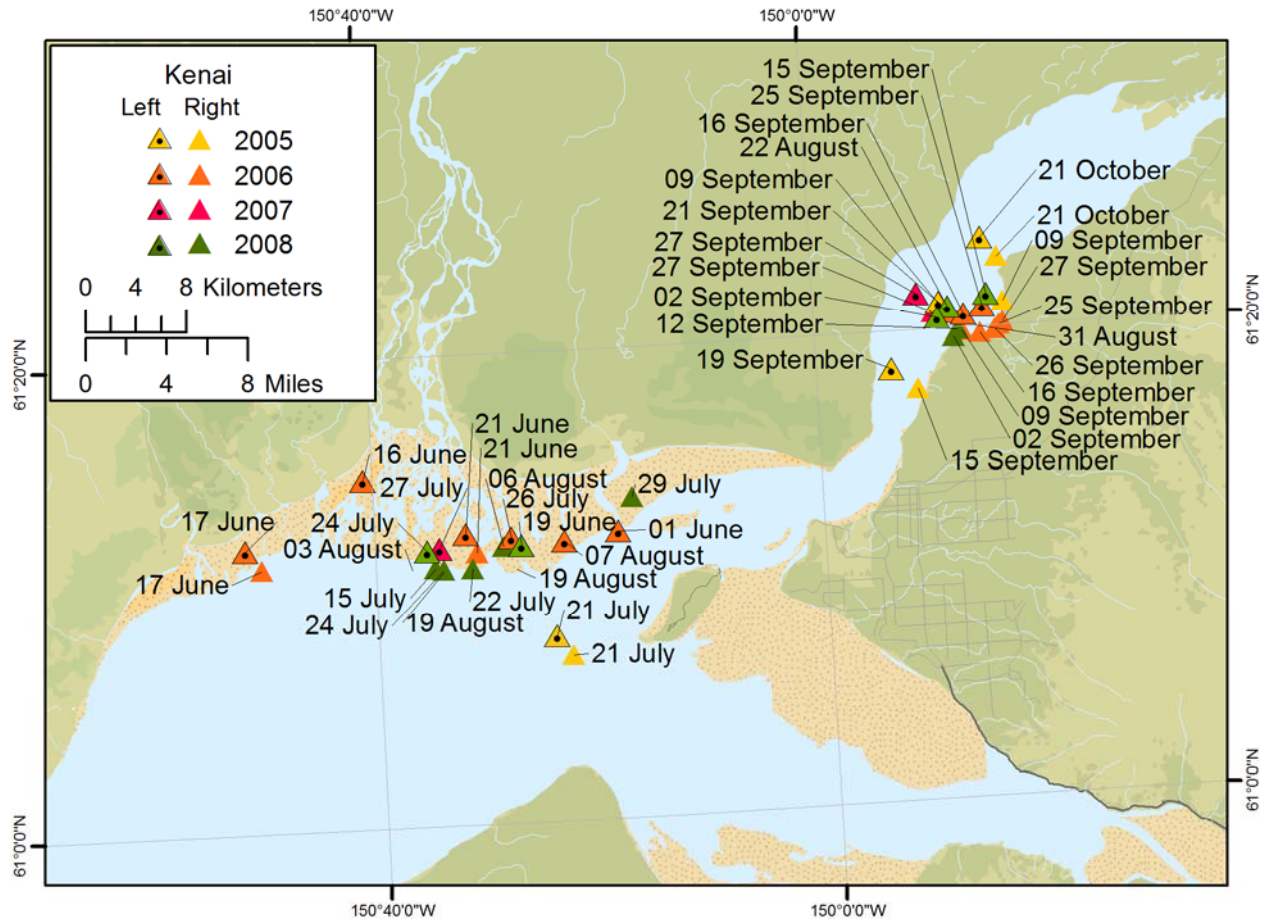 150°40'0"W
150°0'0"W
Kenai
Left Right
2005
2006
2007
2008
0 4 8 Kilometers
0 4 8 Miles
15 September
25 September
16 September
22 August
09 September
21 September
27 September
27 September
02 September
12 September
19 September
21 October
21 October
09 September
27 September
25 September
31 August
26 September
16 September
09 September
02 September
15 September
61°20'0"N
61°20'0"N
21 June
21 June
16 June
06 August
27 July
26 July
29 July
17 June
24 July
19 June
01 June
03 August
07 August
17 June
19 August
15 July
22 July
24 July
19 August
21 July
21 July
61°0'0"N
61°0'0"N
150°40'0"W
150°0'0"W